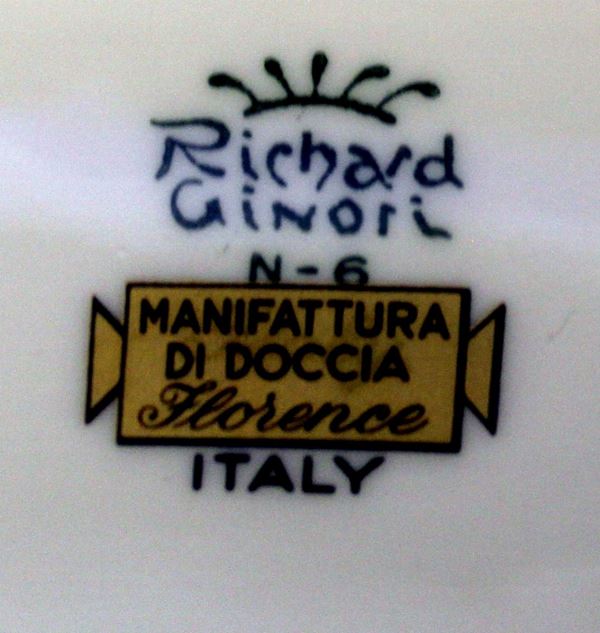 Richard
Ginori
N-6
MANIFATTURA
DI DOCCIA
Florence
ITALY